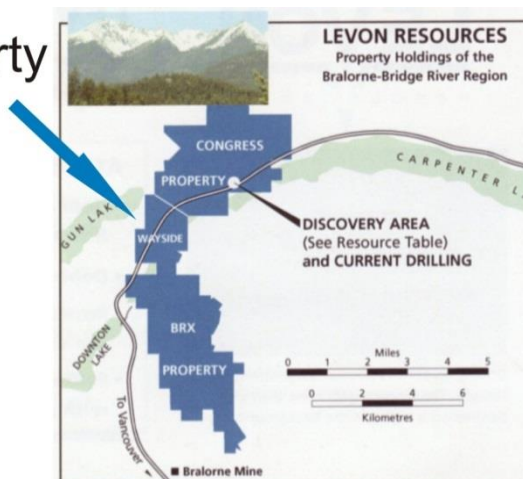 rty
LEVON RESOURCES
Property Holdings of the
Bralorne-Bridge River Region
CONGRESS
PROPERTY
CARPENTER L
GUN LAK
WAYSIDE
DISCOVERY AREA
(See Resource Table)
and CURRENT DRILLING
DOWNTON
LAKE
BRX
PROPERTY
Miles
0 1 2 3 4 5
0 2 4 6
Kilometres
To Vancouver
Bralorne Mine